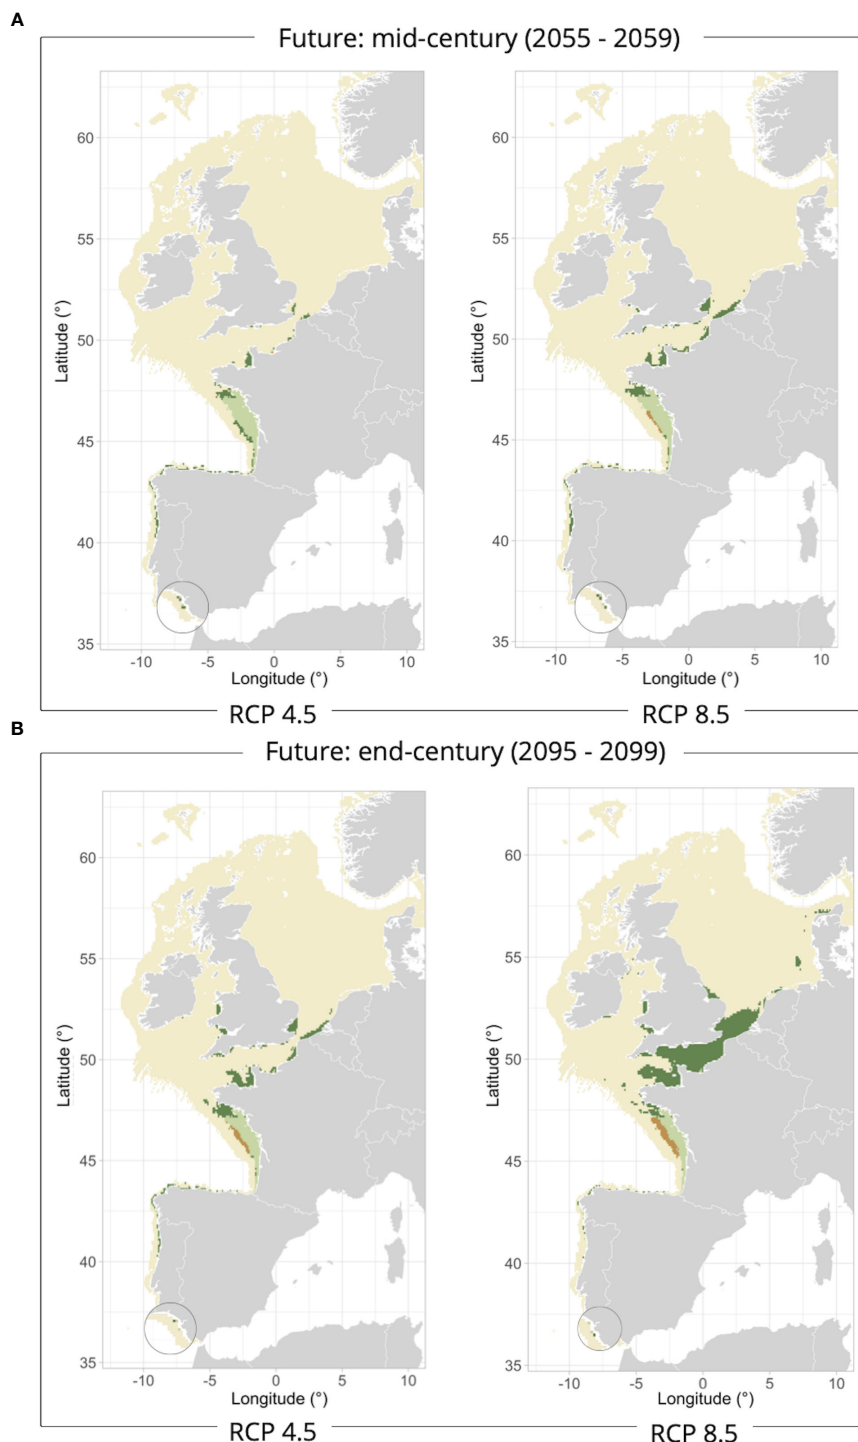 A
Future: mid-century (2055 - 2059)
60
55
50
45
40
35
Latitude (°)
-10 -5 0 5 10
Longitude (°)
RCP 4.5
60
55
50
45
40
35
Latitude (°)
-10 -5 0 5 10
Longitude (°)
RCP 8.5
B
Future: end-century (2095 - 2099)
60
55
50
45
40
35
Latitude (°)
-10 -5 0 5 10
Longitude (°)
RCP 4.5
60
55
50
45
40
35
Latitude (°)
-10 -5 0 5 10
Longitude (°)
RCP 8.5